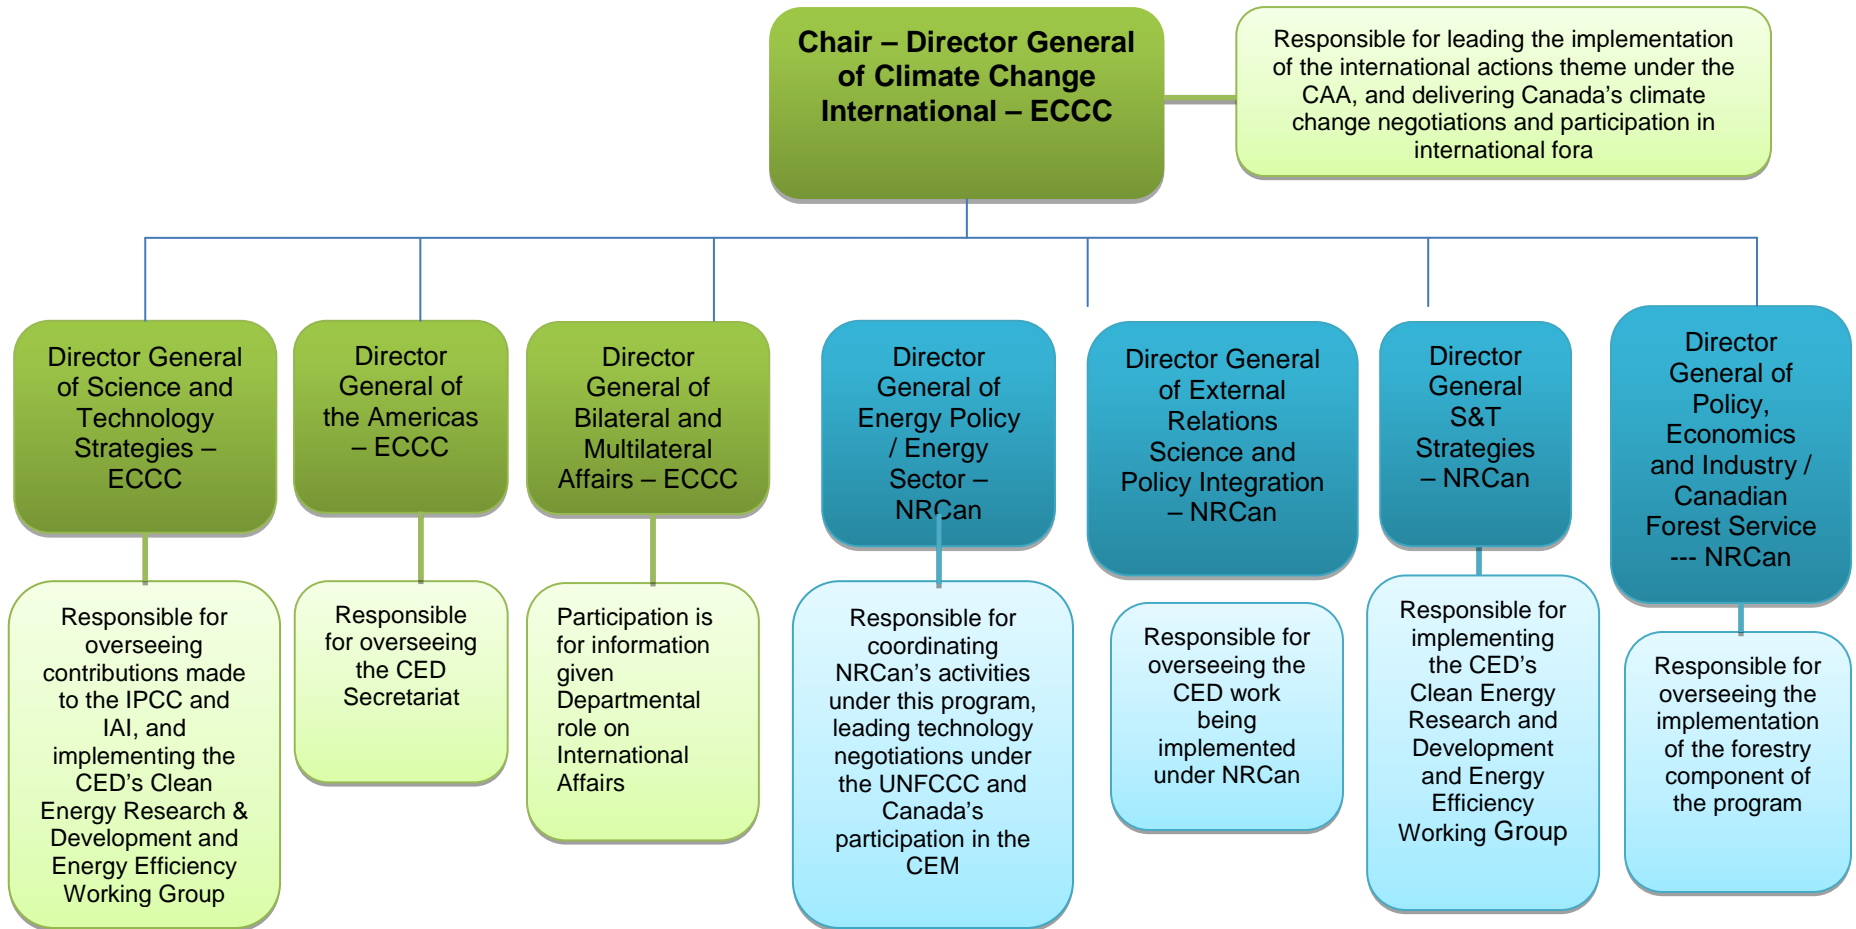 Chair – Director General
of Climate Change
International – ECCC
Responsible for leading the implementation
of the international actions theme under the
CAA, and delivering Canada’s climate
change negotiations and participation in
international fora
Director General
of Science and
Technology
Strategies –
ECCC
Director
General of
the Americas
– ECCC
Director
General of
Bilateral and
Multilateral
Affairs – ECCC
Director
General of
Energy Policy
/ Energy
Sector –
NRCan
Director General
of External
Relations
Science and
Policy Integration
– NRCan
Director
General
S&T
Strategies
– NRCan
Director
General of
Policy,
Economics
and Industry /
Canadian
Forest Service
--- NRCan
Responsible for
overseeing
contributions made
to the IPCC and
IAI, and
implementing the
CED’s Clean
Energy Research &
Development and
Energy Efficiency
Working Group
Responsible
for overseeing
the CED
Secretariat
Participation is
for information
given
Departmental
role on
International
Affairs
Responsible for
coordinating
NRCan’s activities
under this program,
leading technology
negotiations under
the UNFCCC and
Canada’s
participation in the
CEM
Responsible for
overseeing the
CED work
being
implemented
under NRCan
Responsible for
implementing
the CED’s
Clean Energy
Research and
Development
and Energy
Efficiency
Working Group
Responsible for
overseeing the
implementation
of the forestry
component of
the program